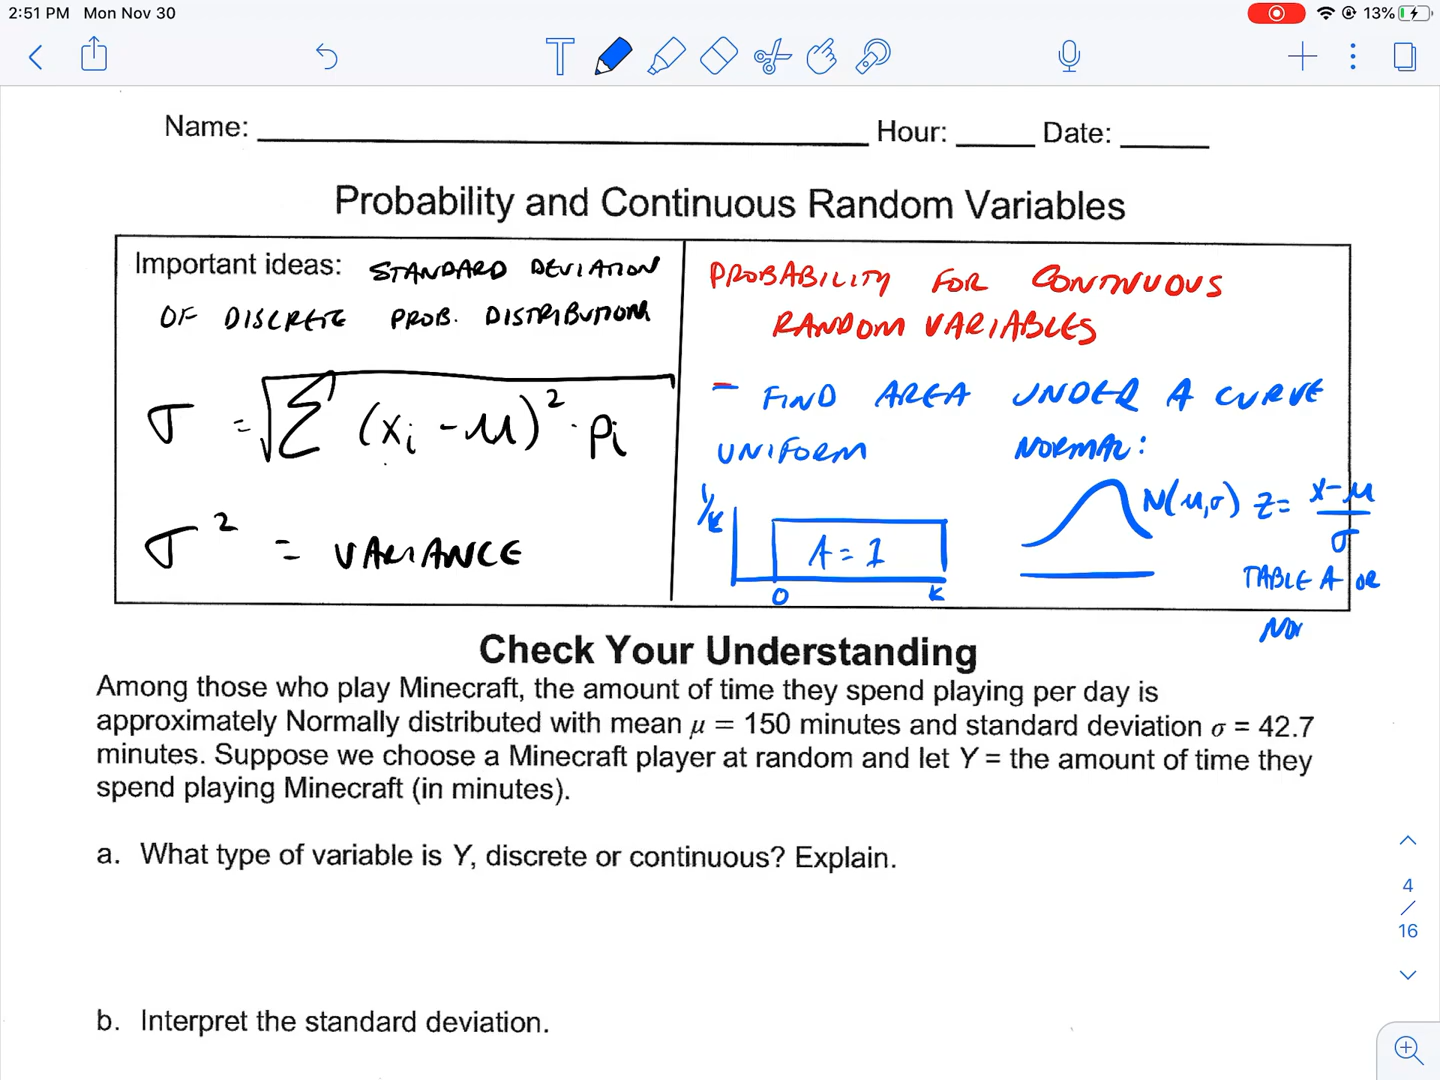 2:51 PM Mon Nov 30
13%
Name: Hour: Date:
Probability and Continuous Random Variables
Important ideas: STANDARD DEVIATION
OF DISCRETE PROB. DISTRIBUTION
σ = √Σ (xᵢ - μ)² · pᵢ
σ² = VARIANCE
PROBABILITY FOR CONTINUOUS
RANDOM VARIABLES
- FIND AREA UNDER A CURVE
UNIFORM NORMAL:
1/k
A = 1
0 k
N(μ,σ) z = x-μ/σ
TABLE A OR
NOR
Check Your Understanding
Among those who play Minecraft, the amount of time they spend playing per day is
approximately Normally distributed with mean μ = 150 minutes and standard deviation σ = 42.7
minutes. Suppose we choose a Minecraft player at random and let Y = the amount of time they
spend playing Minecraft (in minutes).
a. What type of variable is Y, discrete or continuous? Explain.
b. Interpret the standard deviation.
4
/
16